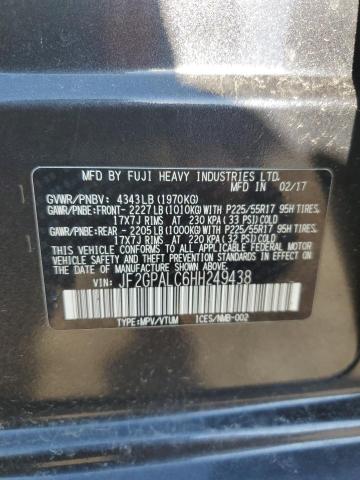 MFD BY FUJI HEAVY INDUSTRIES LTD.
IN 02/17
GVWR/PNBV: 4343LB (1970KG)
GAWR/PNBE: FRONT- 2227LB (1010KG) WITH P225/55R17 95H TIRES,
17X7J RIMS AT 230 KPA (33 PSI) COLD
GAWR/PNBE: REAR - 2205LB (1000KG) WITH P225/55R17 95H TIRES,
17X7J RIMS AT 220 KPA (32 PSI) COLD
THIS VEHICLE CONFORMS TO ALL APPLICABLE FEDERAL MOTOR
VEHICLE SAFETY, BUMPER, AND THEFT PREVENTION STANDARDS
IN EFFECT ON THE DATE OF MANUFACTURE SHOWN ABOVE.
VIN: JF2GPALC6HH249438
TYPE: MPV/VTUM ICES/NMB-002